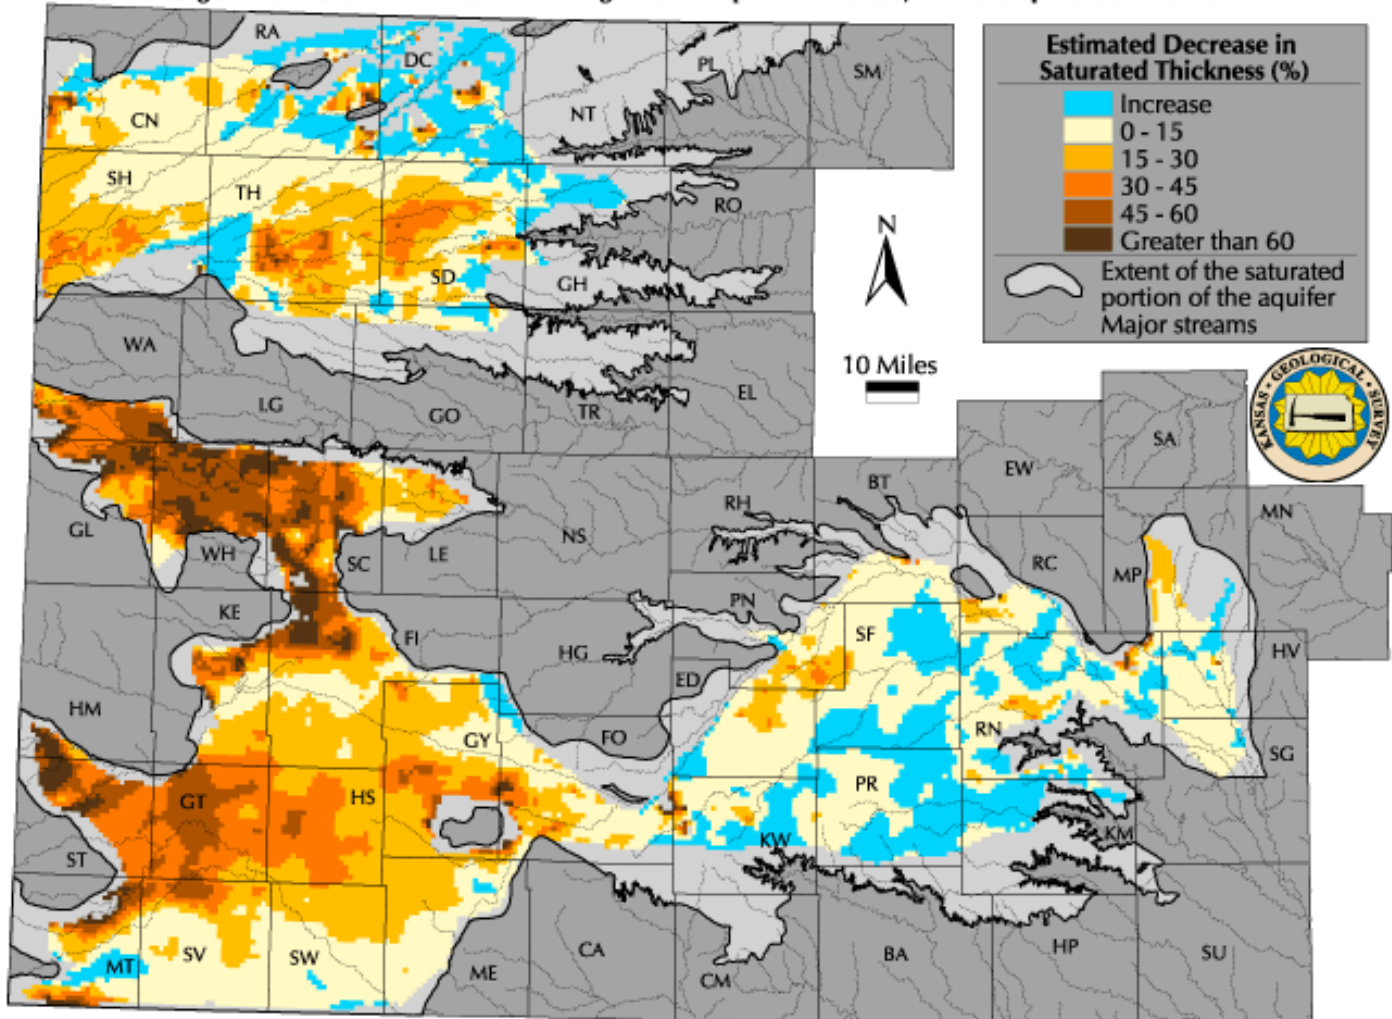 RA
DC
PL
SM
NT
CN
SH
TH
RO
SD
GH
WA
LG
GO
TR
EL
Estimated Decrease in
Saturated Thickness (%)
Increase
0 - 15
15 - 30
30 - 45
45 - 60
Greater than 60
Extent of the saturated
portion of the aquifer
Major streams
N
10 Miles
KANSAS • GEOLOGICAL • SURVEY
SA
EW
BT
RH
MN
GL
WH
SC
LE
NS
RC
MP
KE
PN
FI
SF
HG
ED
HV
HM
GY
FO
RN
SG
GT
HS
PR
ST
KW
KM
MT
SV
SW
ME
CA
CM
BA
HP
SU